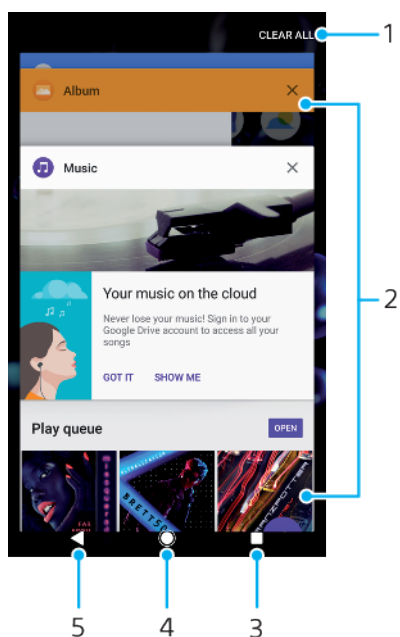 CLEAR ALL
1
Album
Music
2
Your music on the cloud
Never lose your music! Sign in to your
Google Drive account to access all your
songs
GOT IT SHOW ME
Play queue
OPEN
BRETTSO
5 4 3